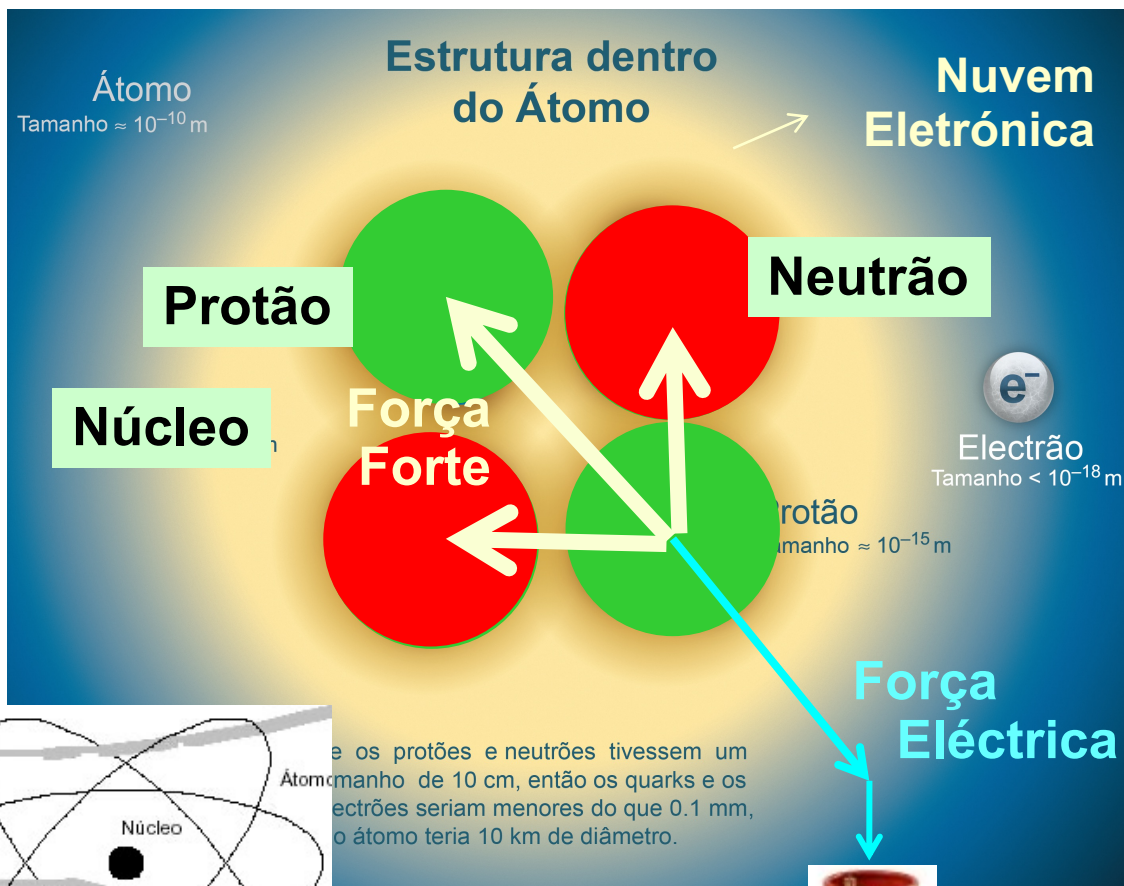 Estrutura dentro
do Átomo
Átomo
Tamanho ≈ 10⁻¹⁰ m
Nuvem
Eletrónica
Protão
Neutrão
Núcleo
Força
Forte
e⁻
Electrão
Tamanho < 10⁻¹⁸ m
rotão
amanho ≈ 10⁻¹⁵ m
Força
Eléctrica
e os protões e neutrões tivessem um
manho de 10 cm, então os quarks e os
ectrões seriam menores do que 0.1 mm,
o átomo teria 10 km de diâmetro.
Átomo
Núcleo